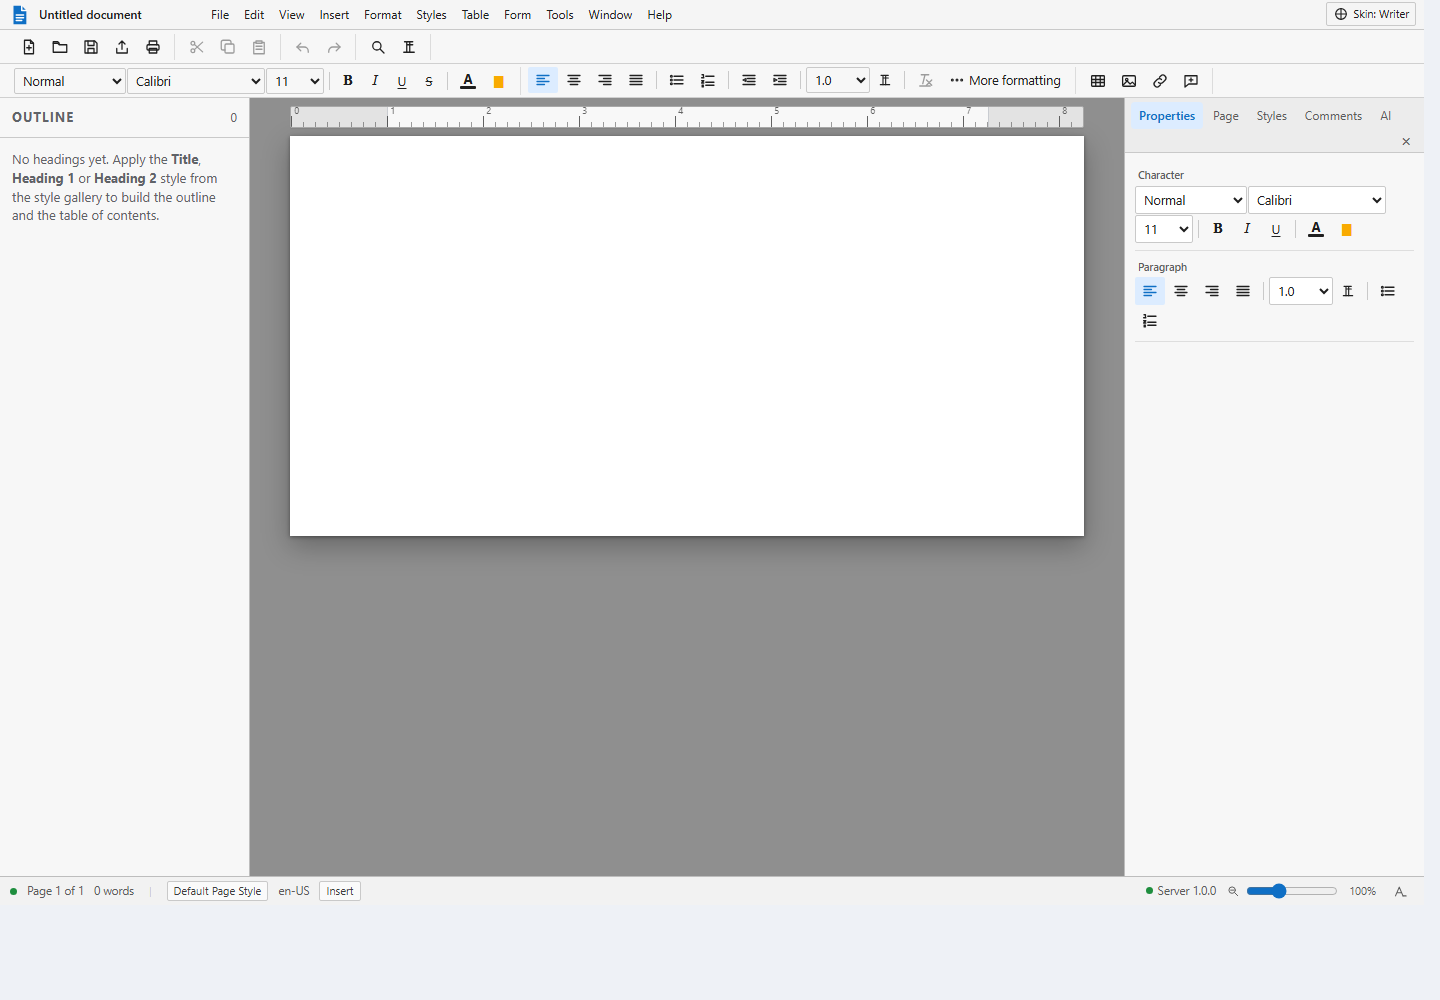 Untitled document File Edit View Insert Format Styles Table Form Tools Window Help Skin: Writer
Normal Calibri 11 B I U S A 1.0 More formatting
OUTLINE 0
No headings yet. Apply the Title,
Heading 1 or Heading 2 style from
the style gallery to build the outline
and the table of contents.
0 1 2 3 4 5 6 7 8
Properties Page Styles Comments AI
×
Character
Normal Calibri
11 B I U A
Paragraph
1.0
Page 1 of 1 0 words Default Page Style en-US Insert Server 1.0.0 100%